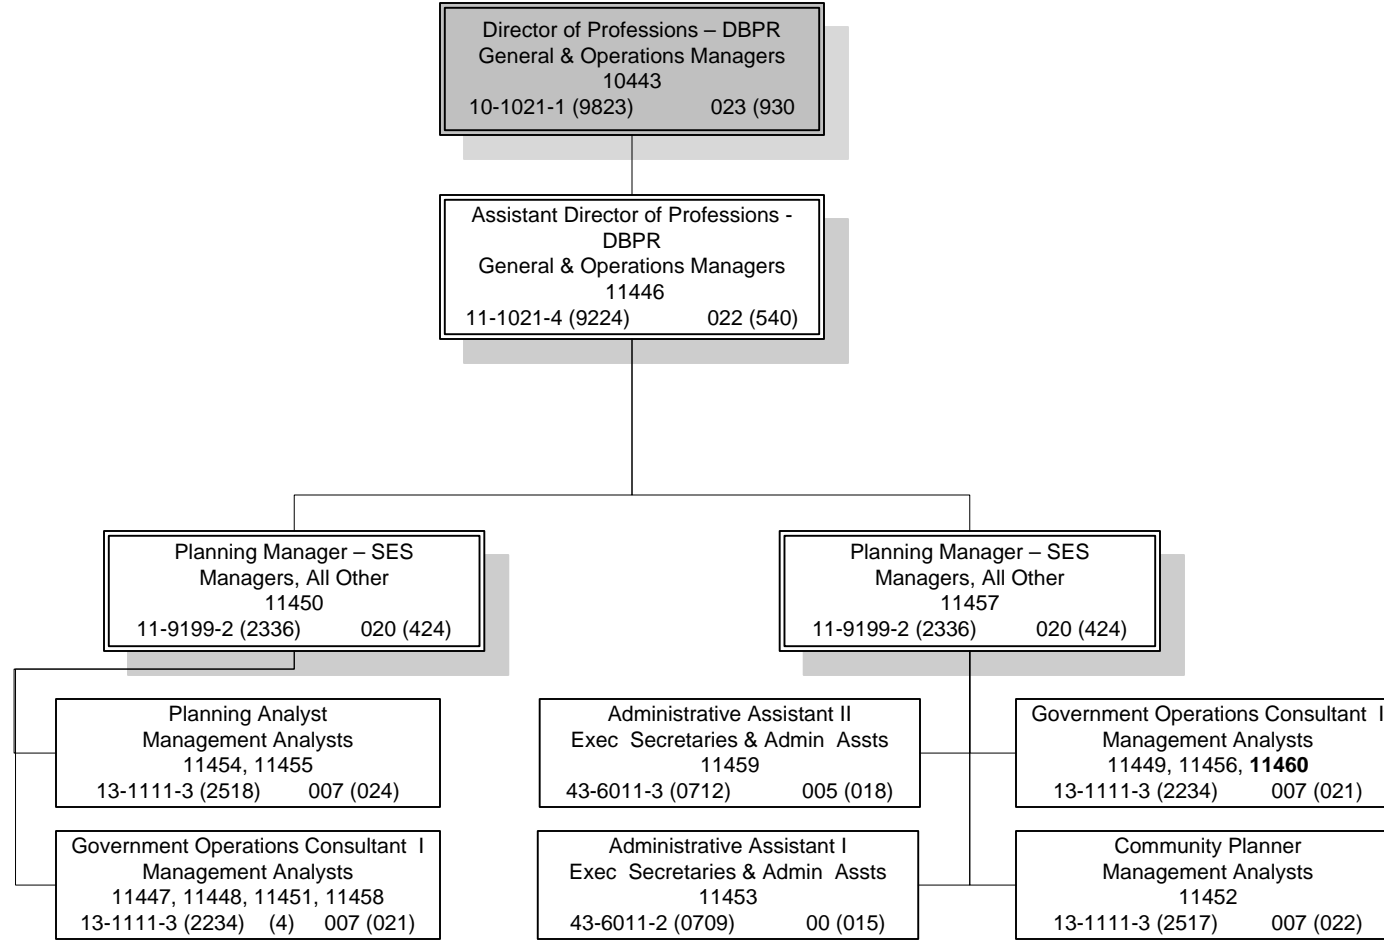 Director of Professions – DBPR
General & Operations Managers
10443
10-1021-1 (9823) 023 (930
Assistant Director of Professions -
DBPR
General & Operations Managers
11446
11-1021-4 (9224) 022 (540)
Planning Manager – SES
Managers, All Other
11450
11-9199-2 (2336) 020 (424)
Planning Manager – SES
Managers, All Other
11457
11-9199-2 (2336) 020 (424)
Planning Analyst
Management Analysts
11454, 11455
13-1111-3 (2518) 007 (024)
Administrative Assistant II
Exec Secretaries & Admin Assts
11459
43-6011-3 (0712) 005 (018)
Government Operations Consultant I
Management Analysts
11449, 11456, 11460
13-1111-3 (2234) 007 (021)
Government Operations Consultant I
Management Analysts
11447, 11448, 11451, 11458
13-1111-3 (2234) (4) 007 (021)
Administrative Assistant I
Exec Secretaries & Admin Assts
11453
43-6011-2 (0709) 00 (015)
Community Planner
Management Analysts
11452
13-1111-3 (2517) 007 (022)